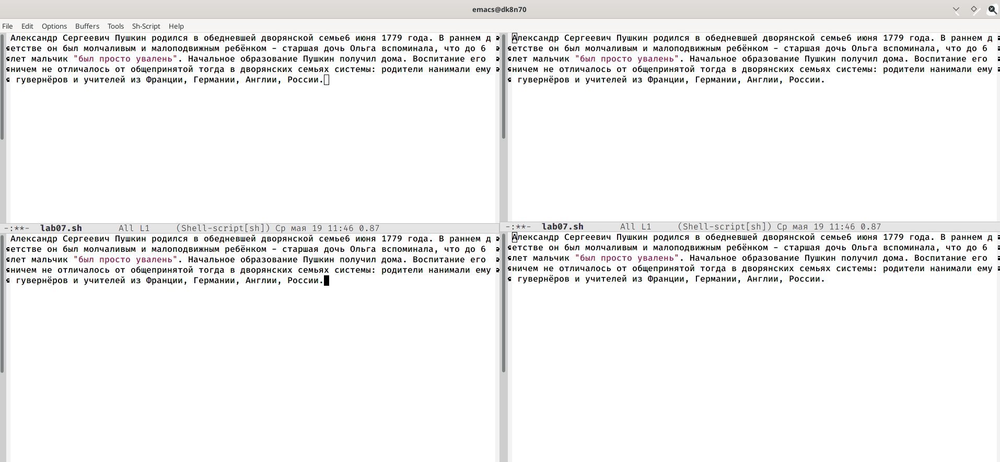 emacs@dk8n70
File Edit Options Buffers Tools Sh-Script Help
Александр Сергеевич Пушкин родился в обедневшей дворянской семье6 июня 1779 года. В раннем д
етстве он был молчаливым и малоподвижным ребёнком - старшая дочь Ольга вспоминала, что до 6
лет мальчик "был просто увалень". Начальное образование Пушкин получил дома. Воспитание его
ничем не отличалось от общепринятой тогда в дворянских семьях системы: родители нанимали ему
гувернёров и учителей из Франции, Германии, Англии, России.
-:**- lab07.sh All L1 (Shell-script[sh]) Ср мая 19 11:46 0.87
Александр Сергеевич Пушкин родился в обедневшей дворянской семье6 июня 1779 года. В раннем д
етстве он был молчаливым и малоподвижным ребёнком - старшая дочь Ольга вспоминала, что до 6
лет мальчик "был просто увалень". Начальное образование Пушкин получил дома. Воспитание его
ничем не отличалось от общепринятой тогда в дворянских семьях системы: родители нанимали ему
гувернёров и учителей из Франции, Германии, Англии, России.
Александр Сергеевич Пушкин родился в обедневшей дворянской семье6 июня 1779 года. В раннем д
етстве он был молчаливым и малоподвижным ребёнком - старшая дочь Ольга вспоминала, что до 6
лет мальчик "был просто увалень". Начальное образование Пушкин получил дома. Воспитание его
ничем не отличалось от общепринятой тогда в дворянских семьях системы: родители нанимали ему
гувернёров и учителей из Франции, Германии, Англии, России.
-:**- lab07.sh All L1 (Shell-script[sh]) Ср мая 19 11:46 0.87
Александр Сергеевич Пушкин родился в обедневшей дворянской семье6 июня 1779 года. В раннем д
етстве он был молчаливым и малоподвижным ребёнком - старшая дочь Ольга вспоминала, что до 6
лет мальчик "был просто увалень". Начальное образование Пушкин получил дома. Воспитание его
ничем не отличалось от общепринятой тогда в дворянских семьях системы: родители нанимали ему
гувернёров и учителей из Франции, Германии, Англии, России.